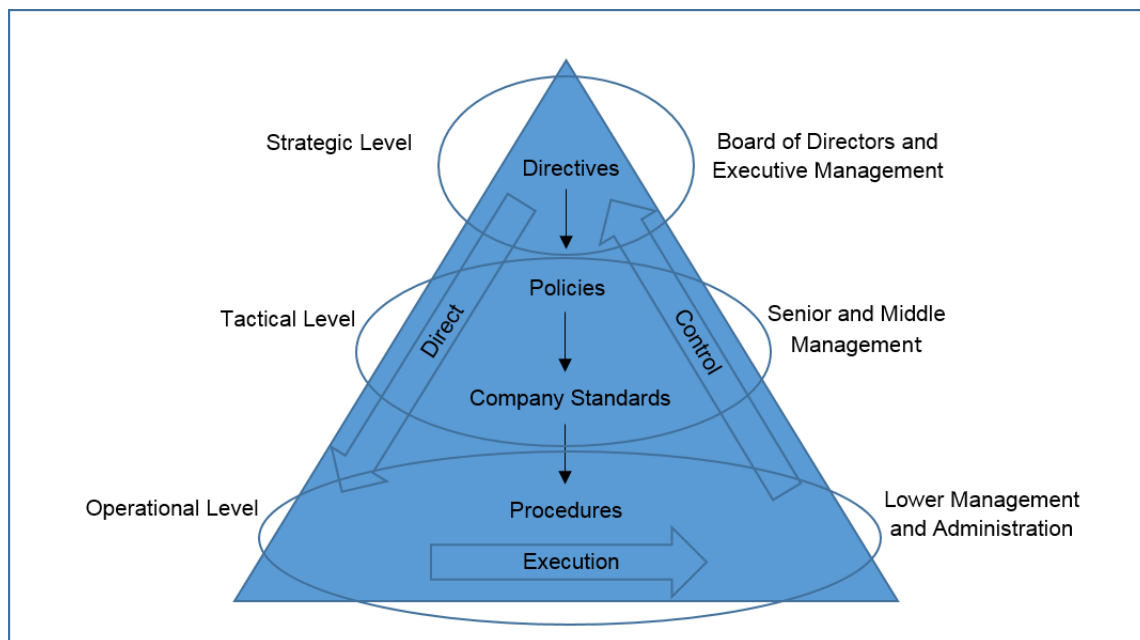 Strategic Level
Board of Directors and
Executive Management
Directives
Policies
Tactical Level
Senior and Middle
Management
Direct
Control
Company Standards
Operational Level
Procedures
Lower Management
and Administration
Execution